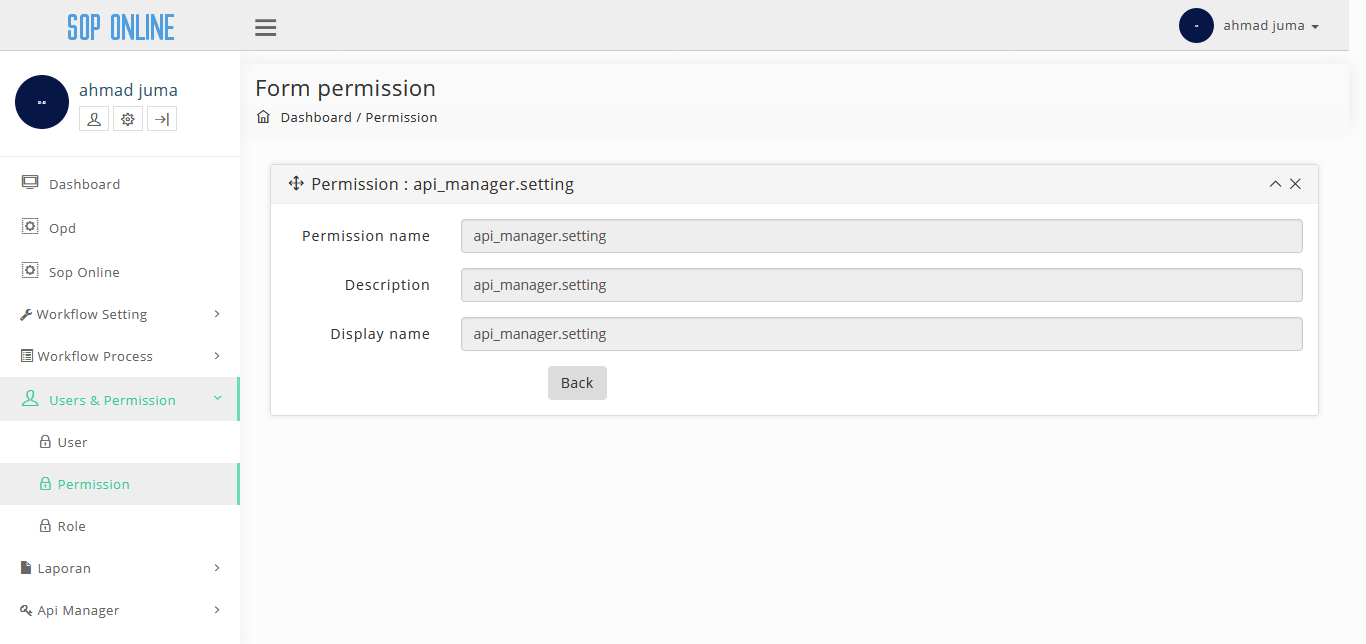 SOP ONLINE
ahmad juma
ahmad juma
Form permission
Dashboard / Permission
Dashboard
Opd
Sop Online
Workflow Setting
Workflow Process
Users & Permission
User
Permission
Role
Laporan
Api Manager
Permission : api_manager.setting
Permission name
api_manager.setting
Description
api_manager.setting
Display name
api_manager.setting
Back